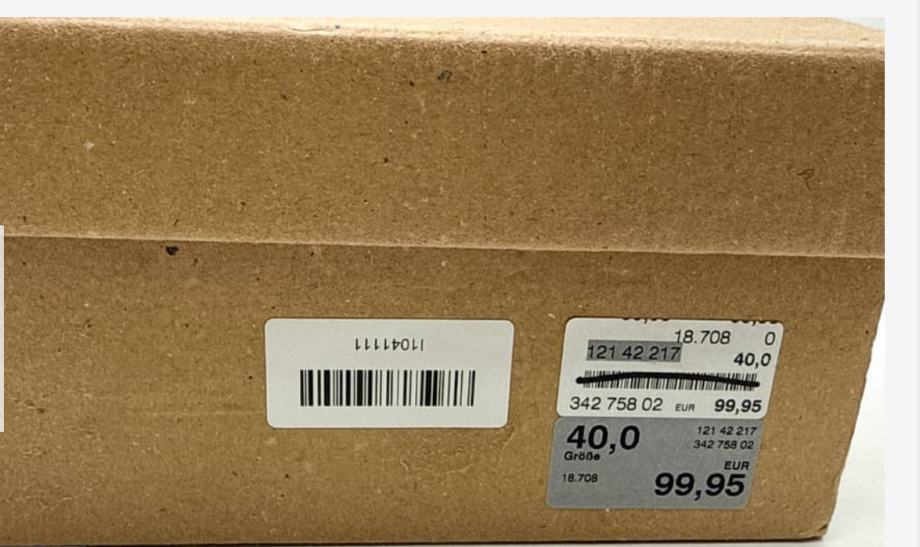 11041111
18.708 0
121 42 217 40,0
342 758 02 EUR 99,95
40,0 121 42 217
Größe 342 758 02
EUR
18.708 99,95